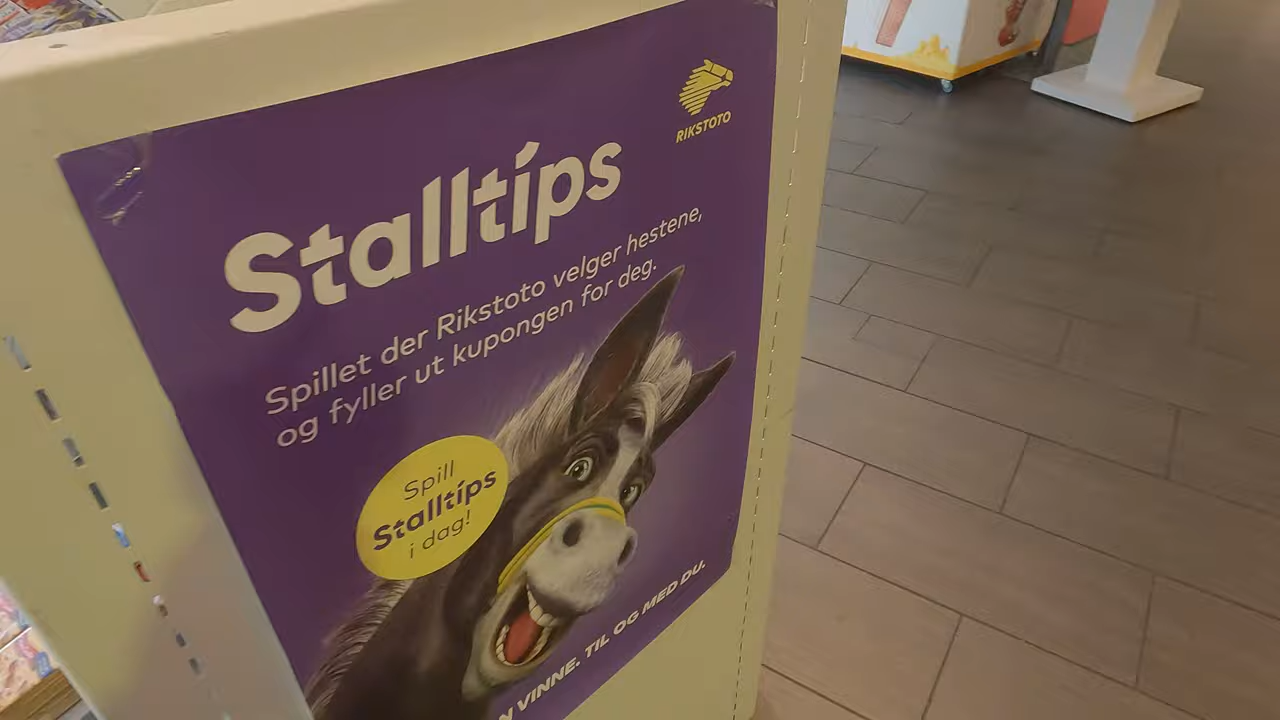 RIKSTOTO
Stalltips
Spillet der Rikstoto velger hestene,
og fyller ut kupongen for deg.
Spill
Stalltips
i dag!
VINNE. TIL OG MED DU.